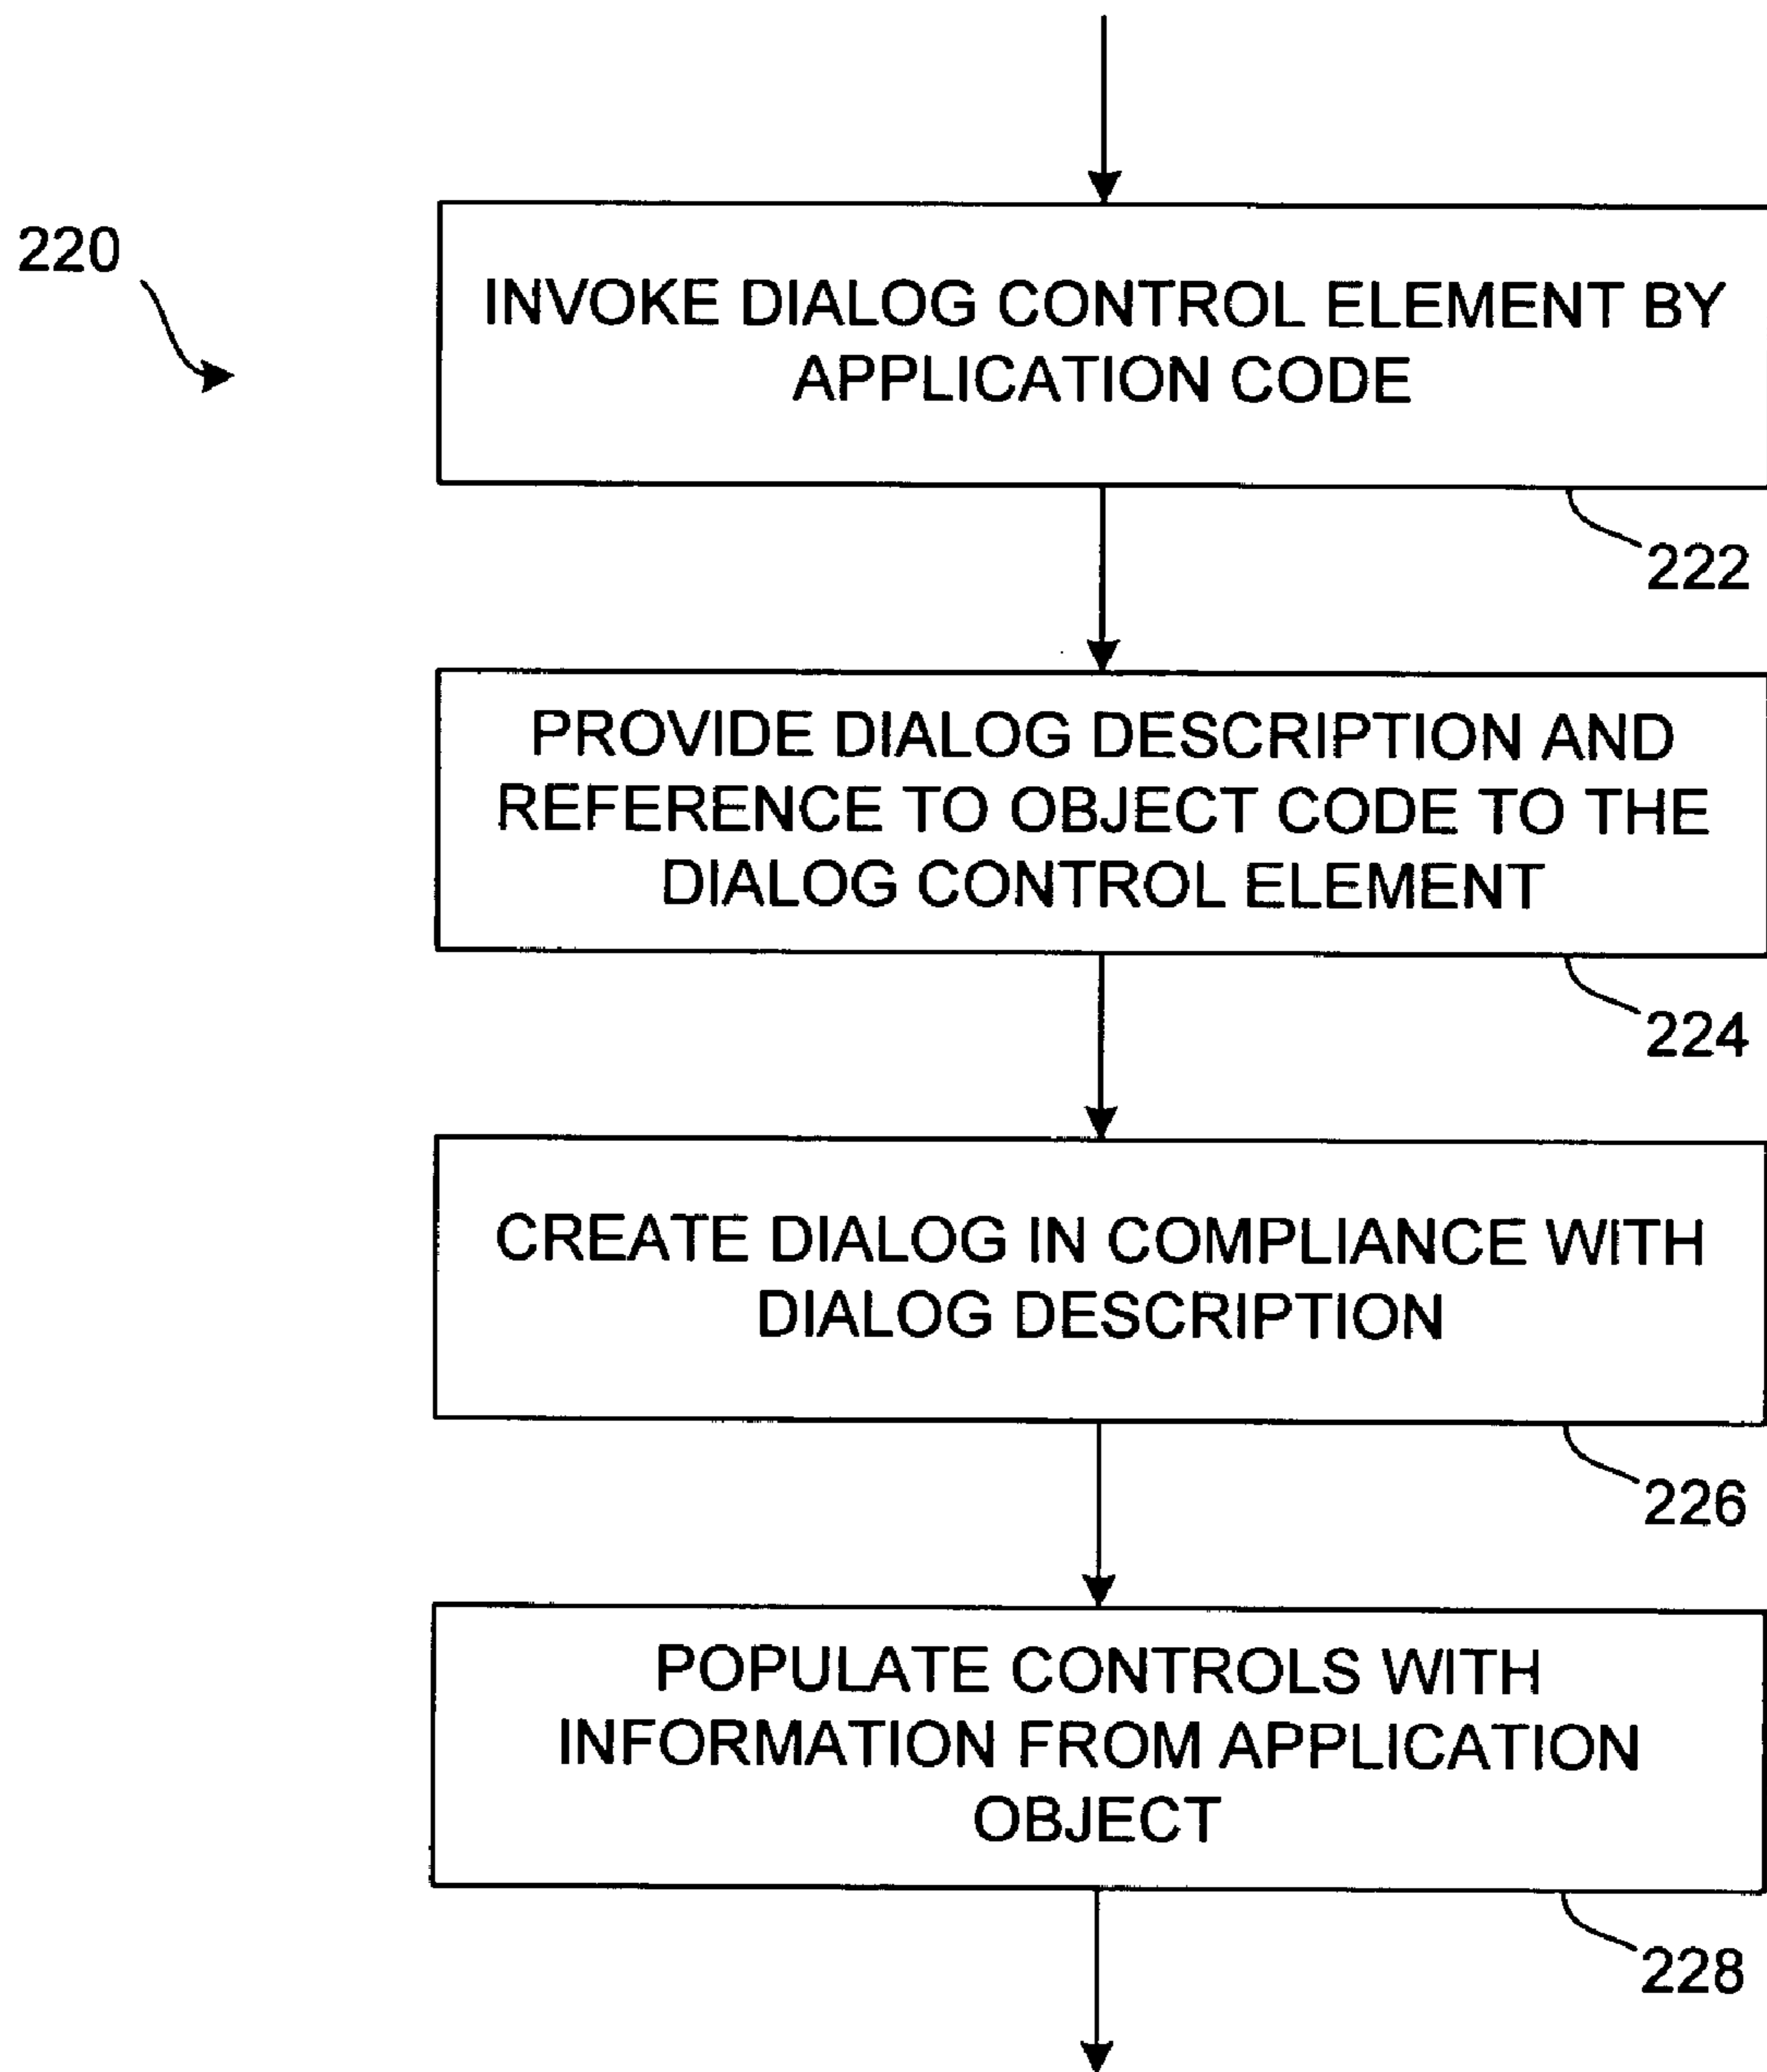 220
INVOKE DIALOG CONTROL ELEMENT BY
APPLICATION CODE
222
PROVIDE DIALOG DESCRIPTION AND
REFERENCE TO OBJECT CODE TO THE
DIALOG CONTROL ELEMENT
224
CREATE DIALOG IN COMPLIANCE WITH
DIALOG DESCRIPTION
226
POPULATE CONTROLS WITH
INFORMATION FROM APPLICATION
OBJECT
228